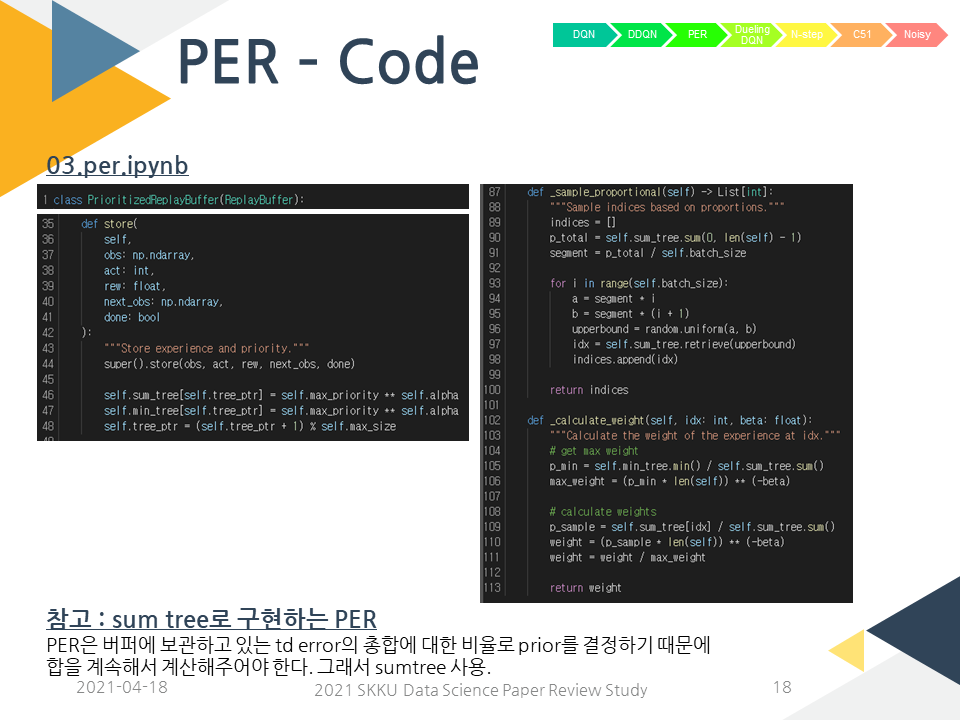 PER - Code
DQN
DDQN
PER
Dueling
DQN
N-step
C51
Noisy
03.per.ipynb
1 class PrioritizedReplayBuffer(ReplayBuffer):
35 def store(
36 self,
37 obs: np.ndarray,
38 act: int,
39 rew: float,
40 next_obs: np.ndarray,
41 done: bool
42 ):
43 """Store experience and priority."""
44 super().store(obs, act, rew, next_obs, done)
45
46 self.sum_tree[self.tree_ptr] = self.max_priority ** self.alpha
47 self.min_tree[self.tree_ptr] = self.max_priority ** self.alpha
48 self.tree_ptr = (self.tree_ptr + 1) % self.max_size
87 def _sample_proportional(self) -> List[int]:
88 """Sample indices based on proportions."""
89 indices = []
90 p_total = self.sum_tree.sum(0, len(self) - 1)
91 segment = p_total / self.batch_size
92
93 for i in range(self.batch_size):
94 a = segment * i
95 b = segment * (i + 1)
96 upperbound = random.uniform(a, b)
97 idx = self.sum_tree.retrieve(upperbound)
98 indices.append(idx)
99
100 return indices
101
102 def _calculate_weight(self, idx: int, beta: float):
103 """Calculate the weight of the experience at idx."""
104 # get max weight
105 p_min = self.min_tree.min() / self.sum_tree.sum()
106 max_weight = (p_min * len(self)) ** (-beta)
107
108 # calculate weights
109 p_sample = self.sum_tree[idx] / self.sum_tree.sum()
110 weight = (p_sample * len(self)) ** (-beta)
111 weight = weight / max_weight
112
113 return weight
참고 : sum tree로 구현하는 PER
PER은 버퍼에 보관하고 있는 td error의 총합에 대한 비율로 prior를 결정하기 때문에
합을 계속해서 계산해주어야 한다. 그래서 sumtree 사용.
2021-04-18
2021 SKKU Data Science Paper Review Study
18